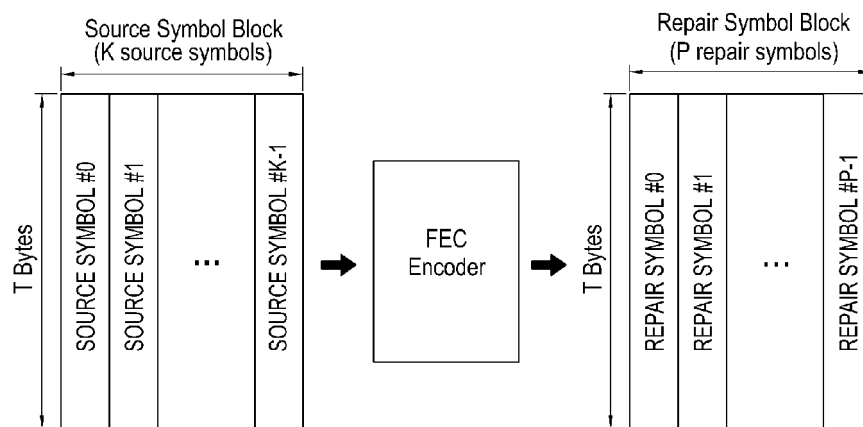 Source Symbol Block
(K source symbols)
T Bytes
SOURCE SYMBOL #0
SOURCE SYMBOL #1
...
SOURCE SYMBOL #K-1
FEC
Encoder
Repair Symbol Block
(P repair symbols)
T Bytes
REPAIR SYMBOL #0
REPAIR SYMBOL #1
...
REPAIR SYMBOL #P-1